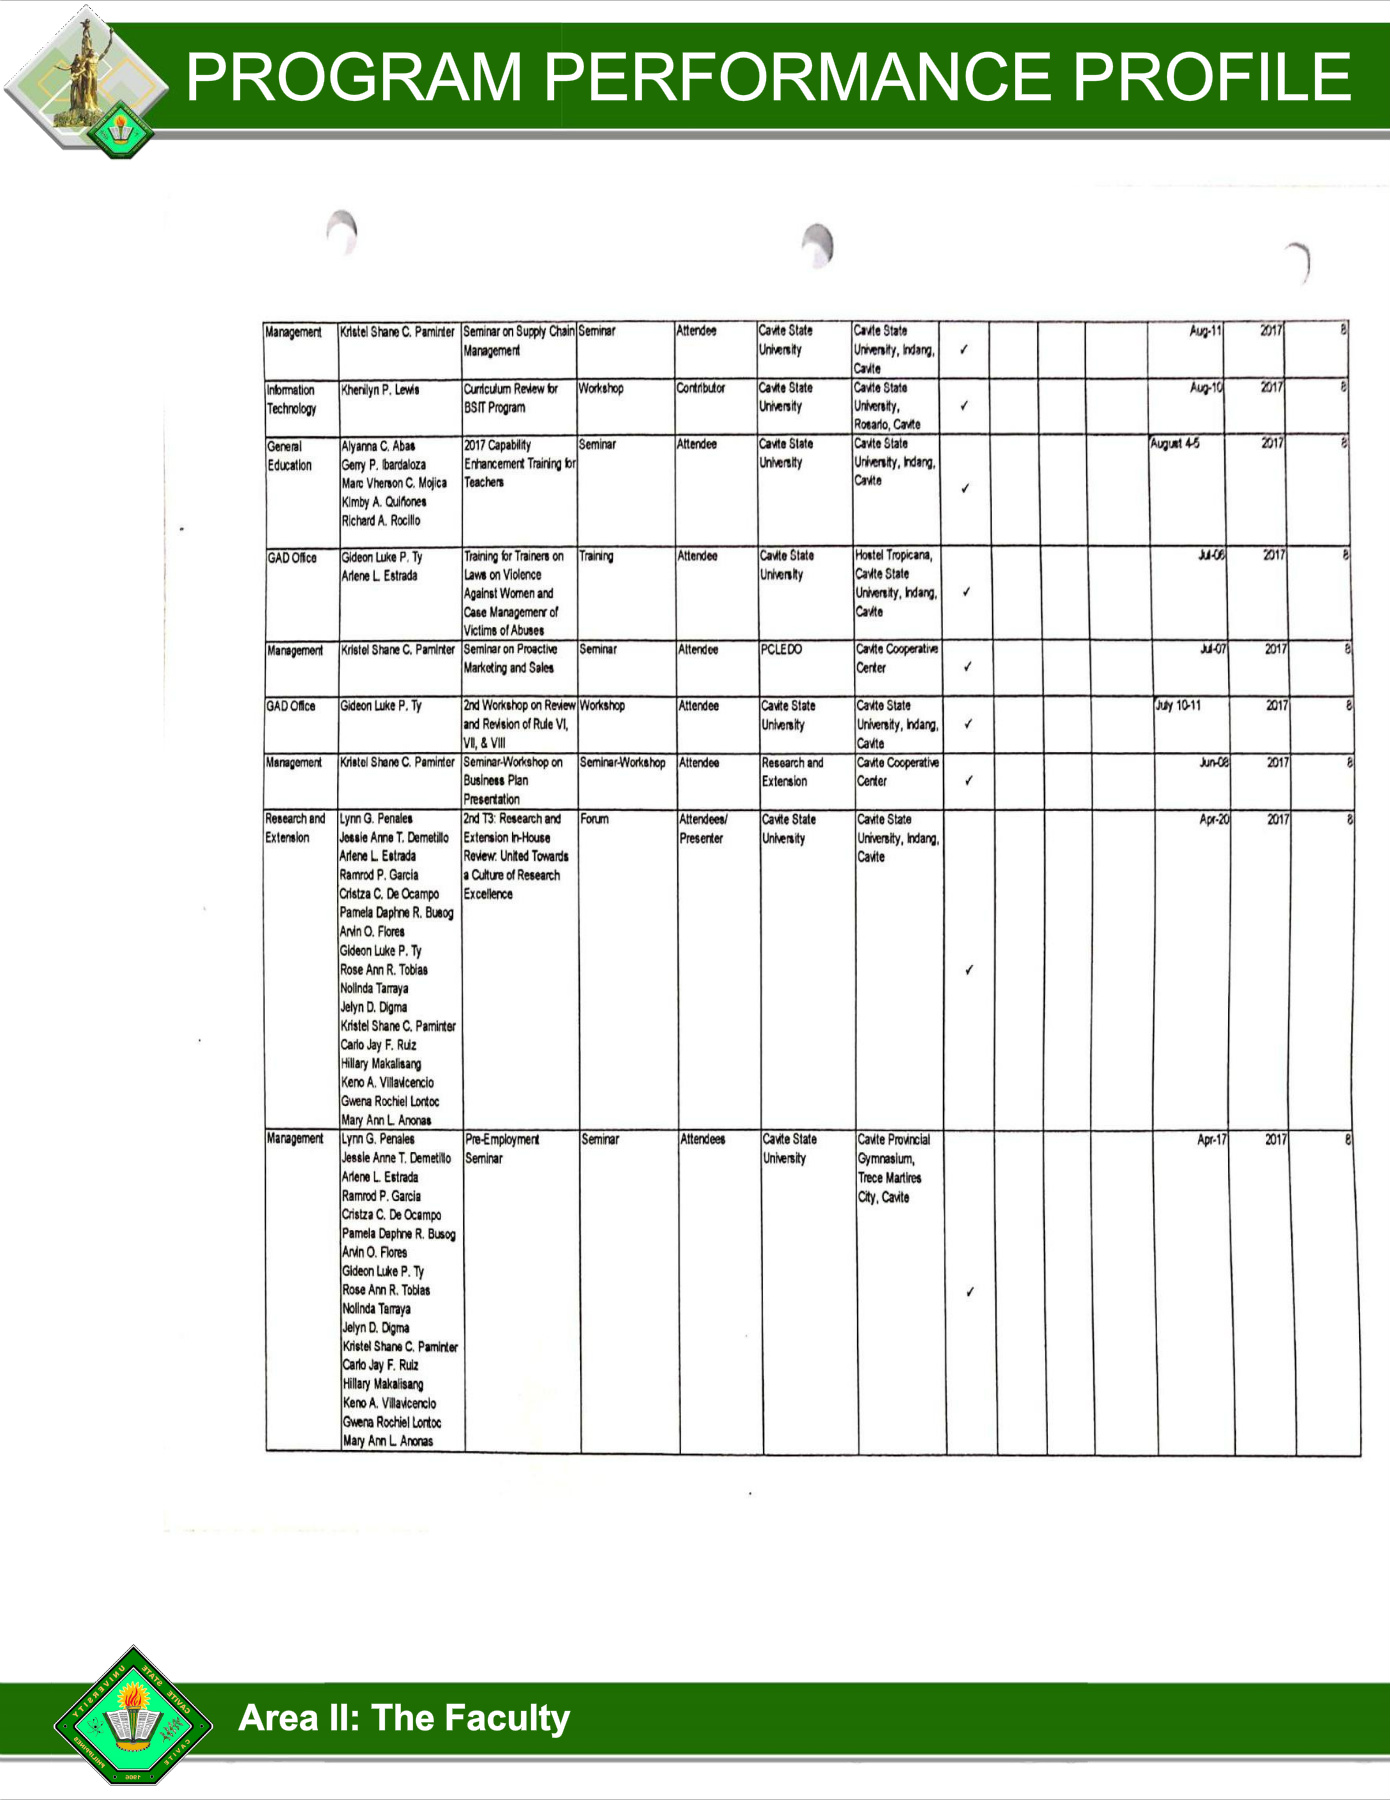 PROGRAM PERFORMANCE PROFILE
Management Kristel Shane C. Paminter Seminar on Supply Chain Management Seminar Attendee Cavite State University Cavite State University, Indang, Cavite ✓ Aug-11 2017 8
Information Technology Kherilyn P. Lewis Curriculum Review for BSIT Program Workshop Contributor Cavite State University Cavite State University, Rosario, Cavite ✓ Aug-10 2017 8
General Education Alyanna C. Abas Gerry P. Ibardaloza Marc Vherson C. Mojica Kimby A. Quiñones Richard A. Rocillo 2017 Capability Enhancement Training for Teachers Seminar Attendee Cavite State University Cavite State University, Indang, Cavite ✓ August 4-5 2017 8
GAD Office Gideon Luke P. Ty Arlene L. Estrada Training for Trainers on Laws on Violence Against Women and Case Managemenr of Victims of Abuses Training Attendee Cavite State University Hostel Tropicana, Cavite State University, Indang, Cavite ✓ Jul-06 2017 8
Management Kristel Shane C. Paminter Seminar on Proactive Marketing and Sales Seminar Attendee PCLEDO Cavite Cooperative Center ✓ Jul-07 2017 8
GAD Office Gideon Luke P. Ty 2nd Workshop on Review and Revision of Rule VI, VII, & VIII Workshop Attendee Cavite State University Cavite State University, Indang, Cavite ✓ July 10-11 2017 8
Management Kristel Shane C. Paminter Seminar-Workshop on Business Plan Presentation Seminar-Workshop Attendee Research and Extension Cavite Cooperative Center ✓ Jun-08 2017 8
Research and Extension Lynn G. Penales Jessie Anne T. Demetillo Arlene L. Estrada Ramrod P. Garcia Cristza C. De Ocampo Pamela Daphne R. Busog Arvin O. Flores Gideon Luke P. Ty Rose Ann R. Tobias Nolinda Tarraya Jelyn D. Digma Kristel Shane C. Paminter Carlo Jay F. Ruiz Hillary Makalisang Keno A. Villavicencio Gwena Rochiel Lontoc Mary Ann L. Anonas 2nd T3: Research and Extension In-House Review: United Towards a Culture of Research Excellence Forum Attendees/ Presenter Cavite State University Cavite State University, Indang, Cavite ✓ Apr-20 2017 8
Management Lynn G. Penales Jessie Anne T. Demetillo Arlene L. Estrada Ramrod P. Garcia Cristza C. De Ocampo Pamela Daphne R. Busog Arvin O. Flores Gideon Luke P. Ty Rose Ann R. Tobias Nolinda Tarraya Jelyn D. Digma Kristel Shane C. Paminter Carlo Jay F. Ruiz Hillary Makalisang Keno A. Villavicencio Gwena Rochiel Lontoc Mary Ann L. Anonas Pre-Employment Seminar Seminar Attendees Cavite State University Cavite Provincial Gymnasium, Trece Martires City, Cavite ✓ Apr-17 2017 8
CAVITE STATE UNIVERSITY
CAVITE PHILIPPINES
1906
Area II: The Faculty